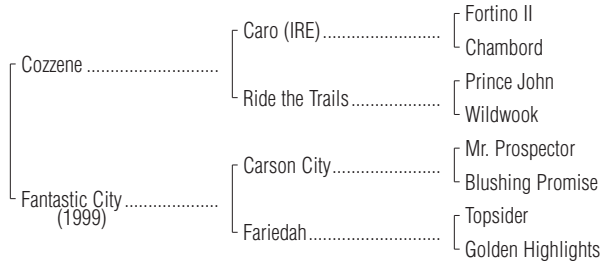 Fortino II
Caro (IRE)..............................
Chambord
Cozzene ..........................
Prince John
Ride the Trails....................
Wildwook
Mr. Prospector
Carson City........................
Blushing Promise
Fantastic City...................
(1999)
Topsider
Fariedah..............................
Golden Highlights